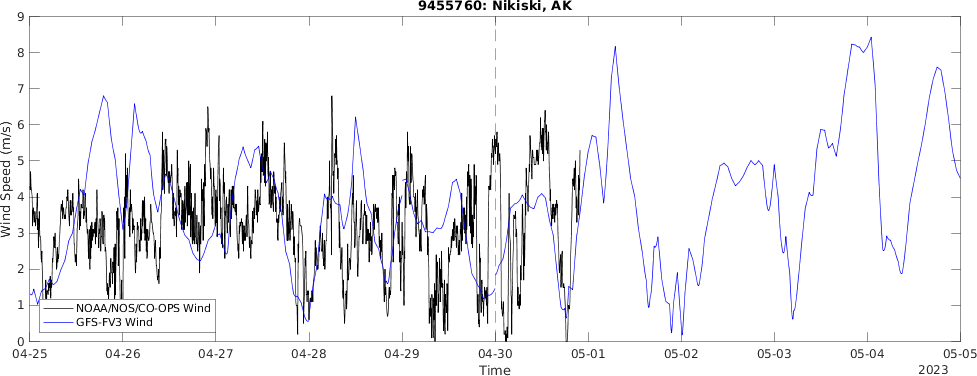 9455760: Nikiski, AK
Wind Speed (m/s)
9
8
7
6
5
4
3
2
1
0
NOAA/NOS/CO-OPS Wind
GFS-FV3 Wind
04-25 04-26 04-27 04-28 04-29 04-30 05-01 05-02 05-03 05-04 05-05
Time
2023